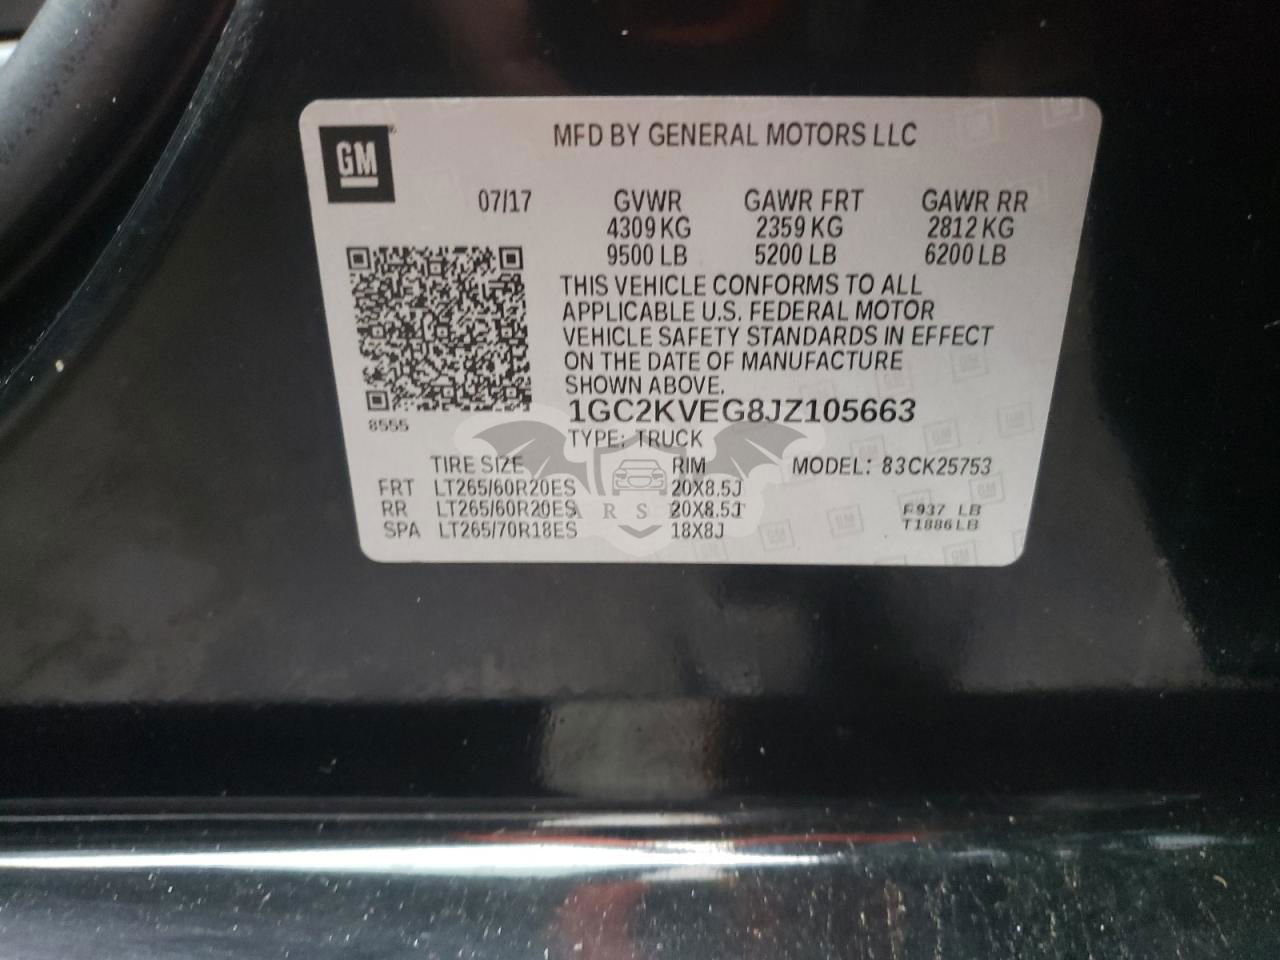 GM
MFD BY GENERAL MOTORS LLC
07/17 GVWR GAWR FRT GAWR RR
4309 KG 2359 KG 2812 KG
9500 LB 5200 LB 6200 LB
THIS VEHICLE CONFORMS TO ALL
APPLICABLE U.S. FEDERAL MOTOR
VEHICLE SAFETY STANDARDS IN EFFECT
ON THE DATE OF MANUFACTURE
SHOWN ABOVE.
8555
1GC2KVEG8JZ105663
TYPE: TRUCK
TIRE SIZE RIM MODEL: 83CK25753
FRT LT265/60R20ES 20X8.5J
RR LT265/60R20ES 20X8.5J F937 LB
SPA LT265/70R18ES 18X8J T1886LB